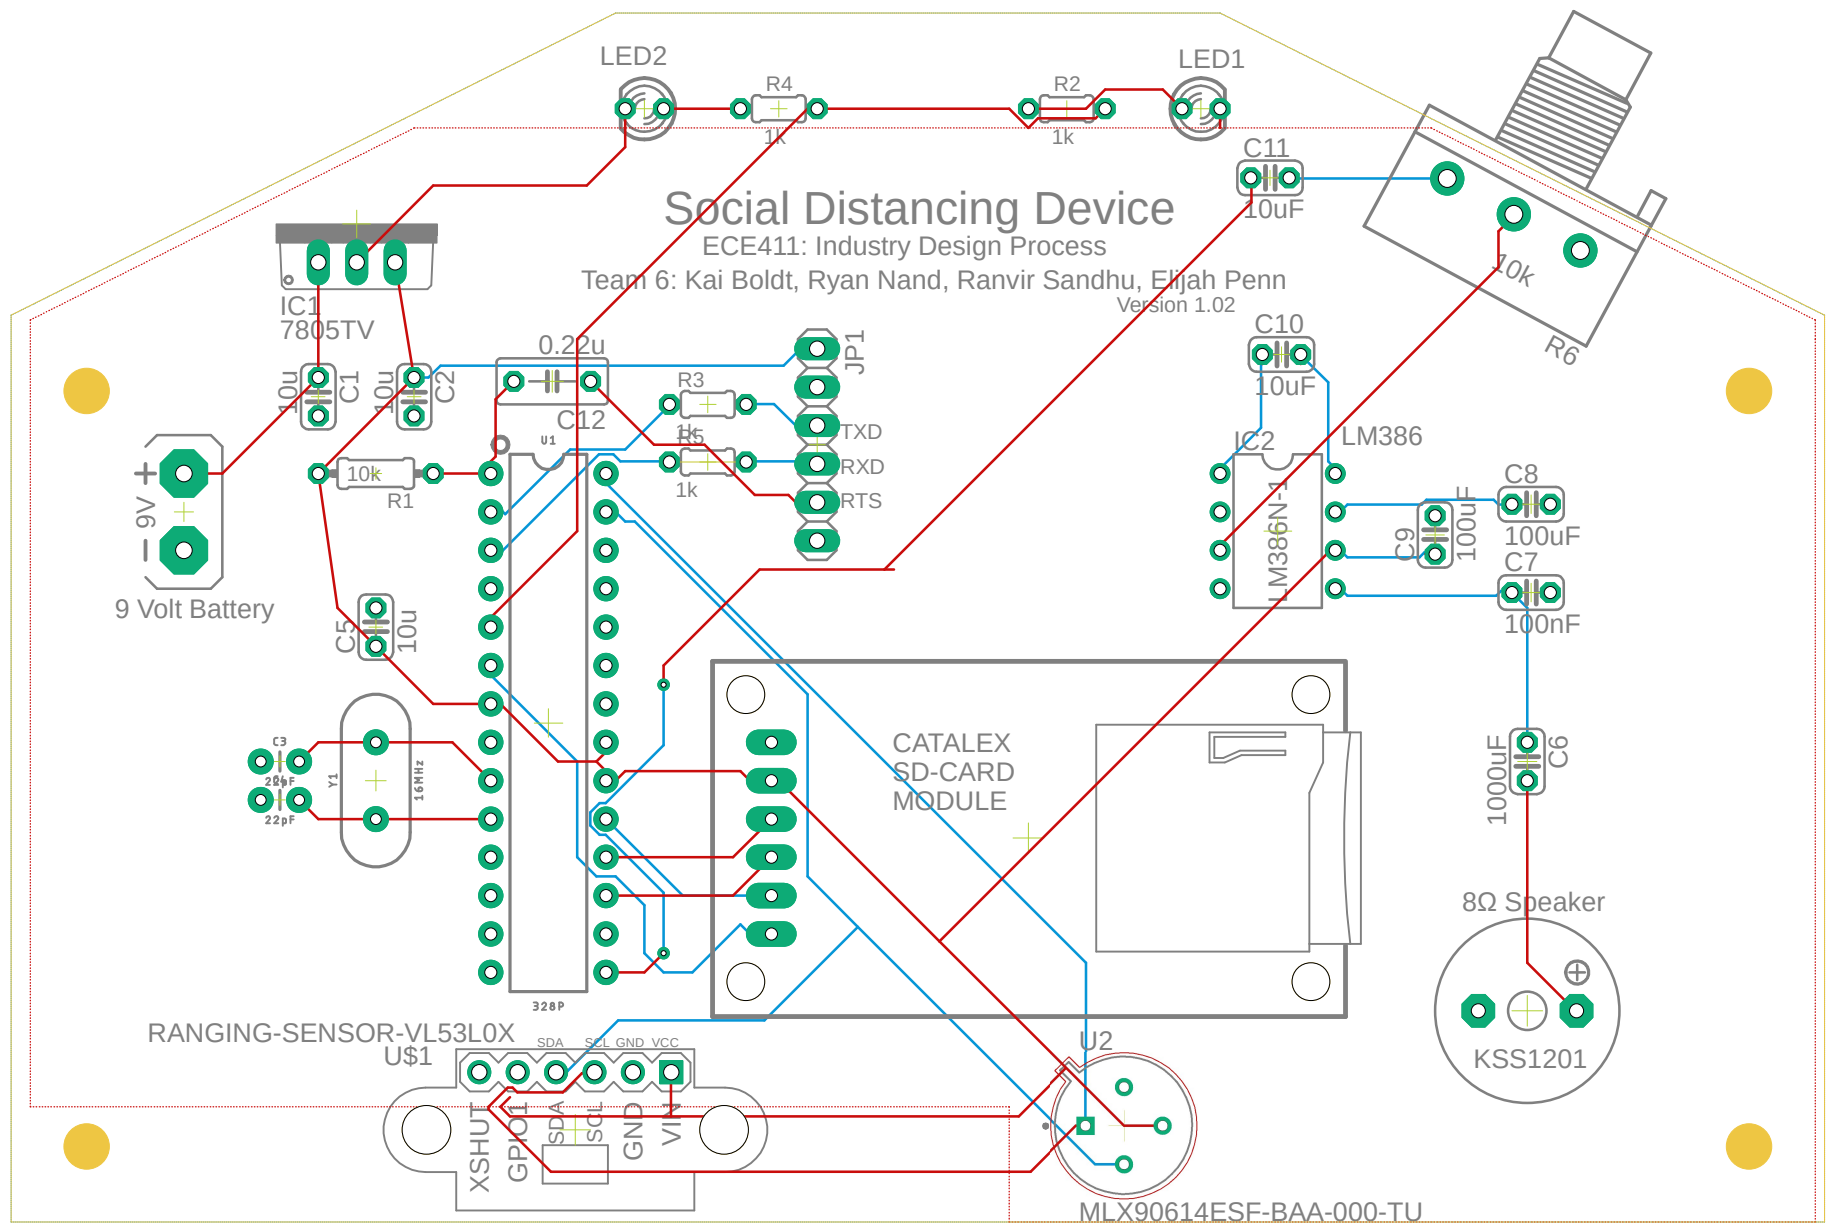 LED2
LED1
R4
R2
1k
1k
C11
10uF
Social Distancing Device
ECE411: Industry Design Process
Team 6: Kai Boldt, Ryan Nand, Ranvir Sandhu, Elijah Penn
Version 1.02
10k
R6
IC1
7805TV
0.22u
C12
JP1
C10
10uF
10u
C1
10u
C2
R3
1k
R5
1k
TXD
RXD
RTS
U1
IC2
LM386
LM386N-1
C9
100uF
C8
100uF
C7
100nF
+
9V
-
9 Volt Battery
10k
R1
C5
10u
C3
22pF
22pF
Y1
16MHz
328P
CATALEX
SD-CARD
MODULE
1000uF
C6
8Ω Speaker
KSS1201
RANGING-SENSOR-VL53L0X
U$1
SDA
SCL
GND
VCC
XSHUT
GPIO1
SDA
SCL
GND
VIN
U2
MLX90614ESF-BAA-000-TU